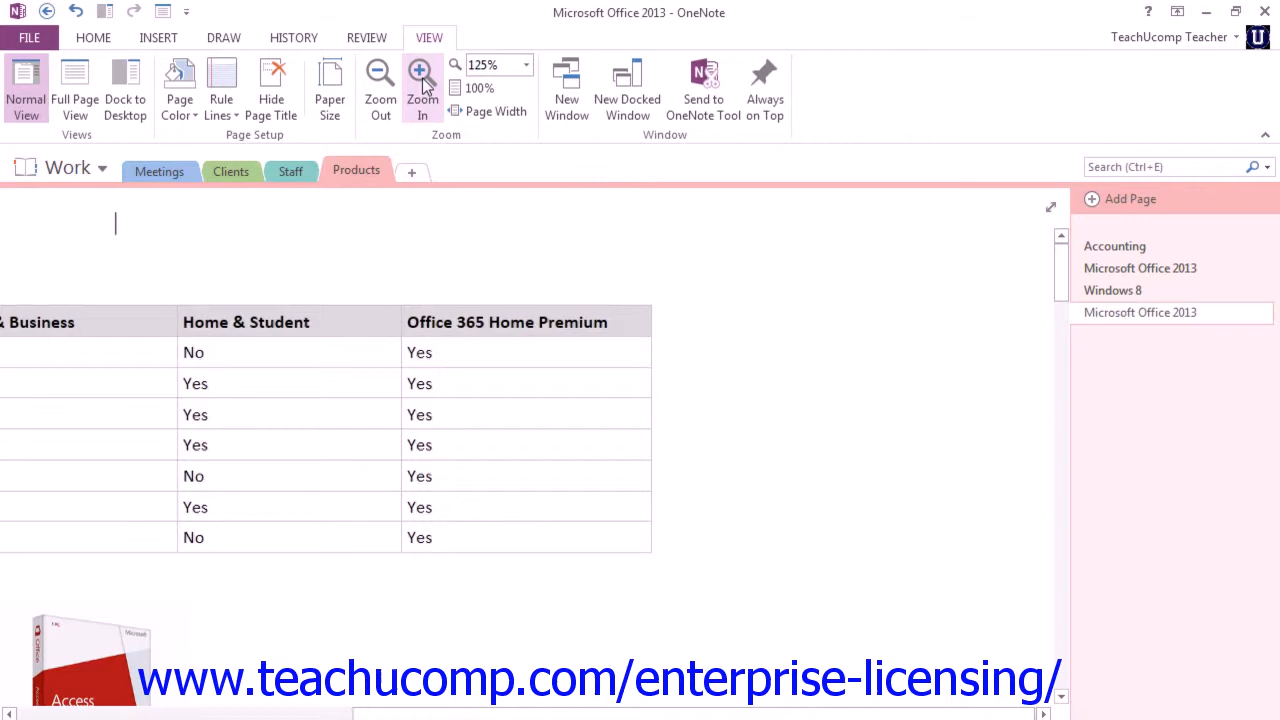 Microsoft Office 2013 - OneNote
?
FILE HOME INSERT DRAW HISTORY REVIEW VIEW
TeachUcomp Teacher
U
Normal View
Full Page View
Dock to Desktop
Views
Page Color
Rule Lines
Hide Page Title
Page Setup
Paper Size
Zoom Out
Zoom In
125%
100%
Page Width
Zoom
New Window
New Docked Window
Send to OneNote Tool
Always on Top
Window
Work
Meetings Clients Staff Products +
Search (Ctrl+E)
Add Page
Accounting
Microsoft Office 2013
Windows 8
Microsoft Office 2013
& Business Home & Student Office 365 Home Premium
No Yes
Yes Yes
Yes Yes
Yes Yes
No Yes
Yes Yes
No Yes
Microsoft
Office
Access
www.teachucomp.com/enterprise-licensing/